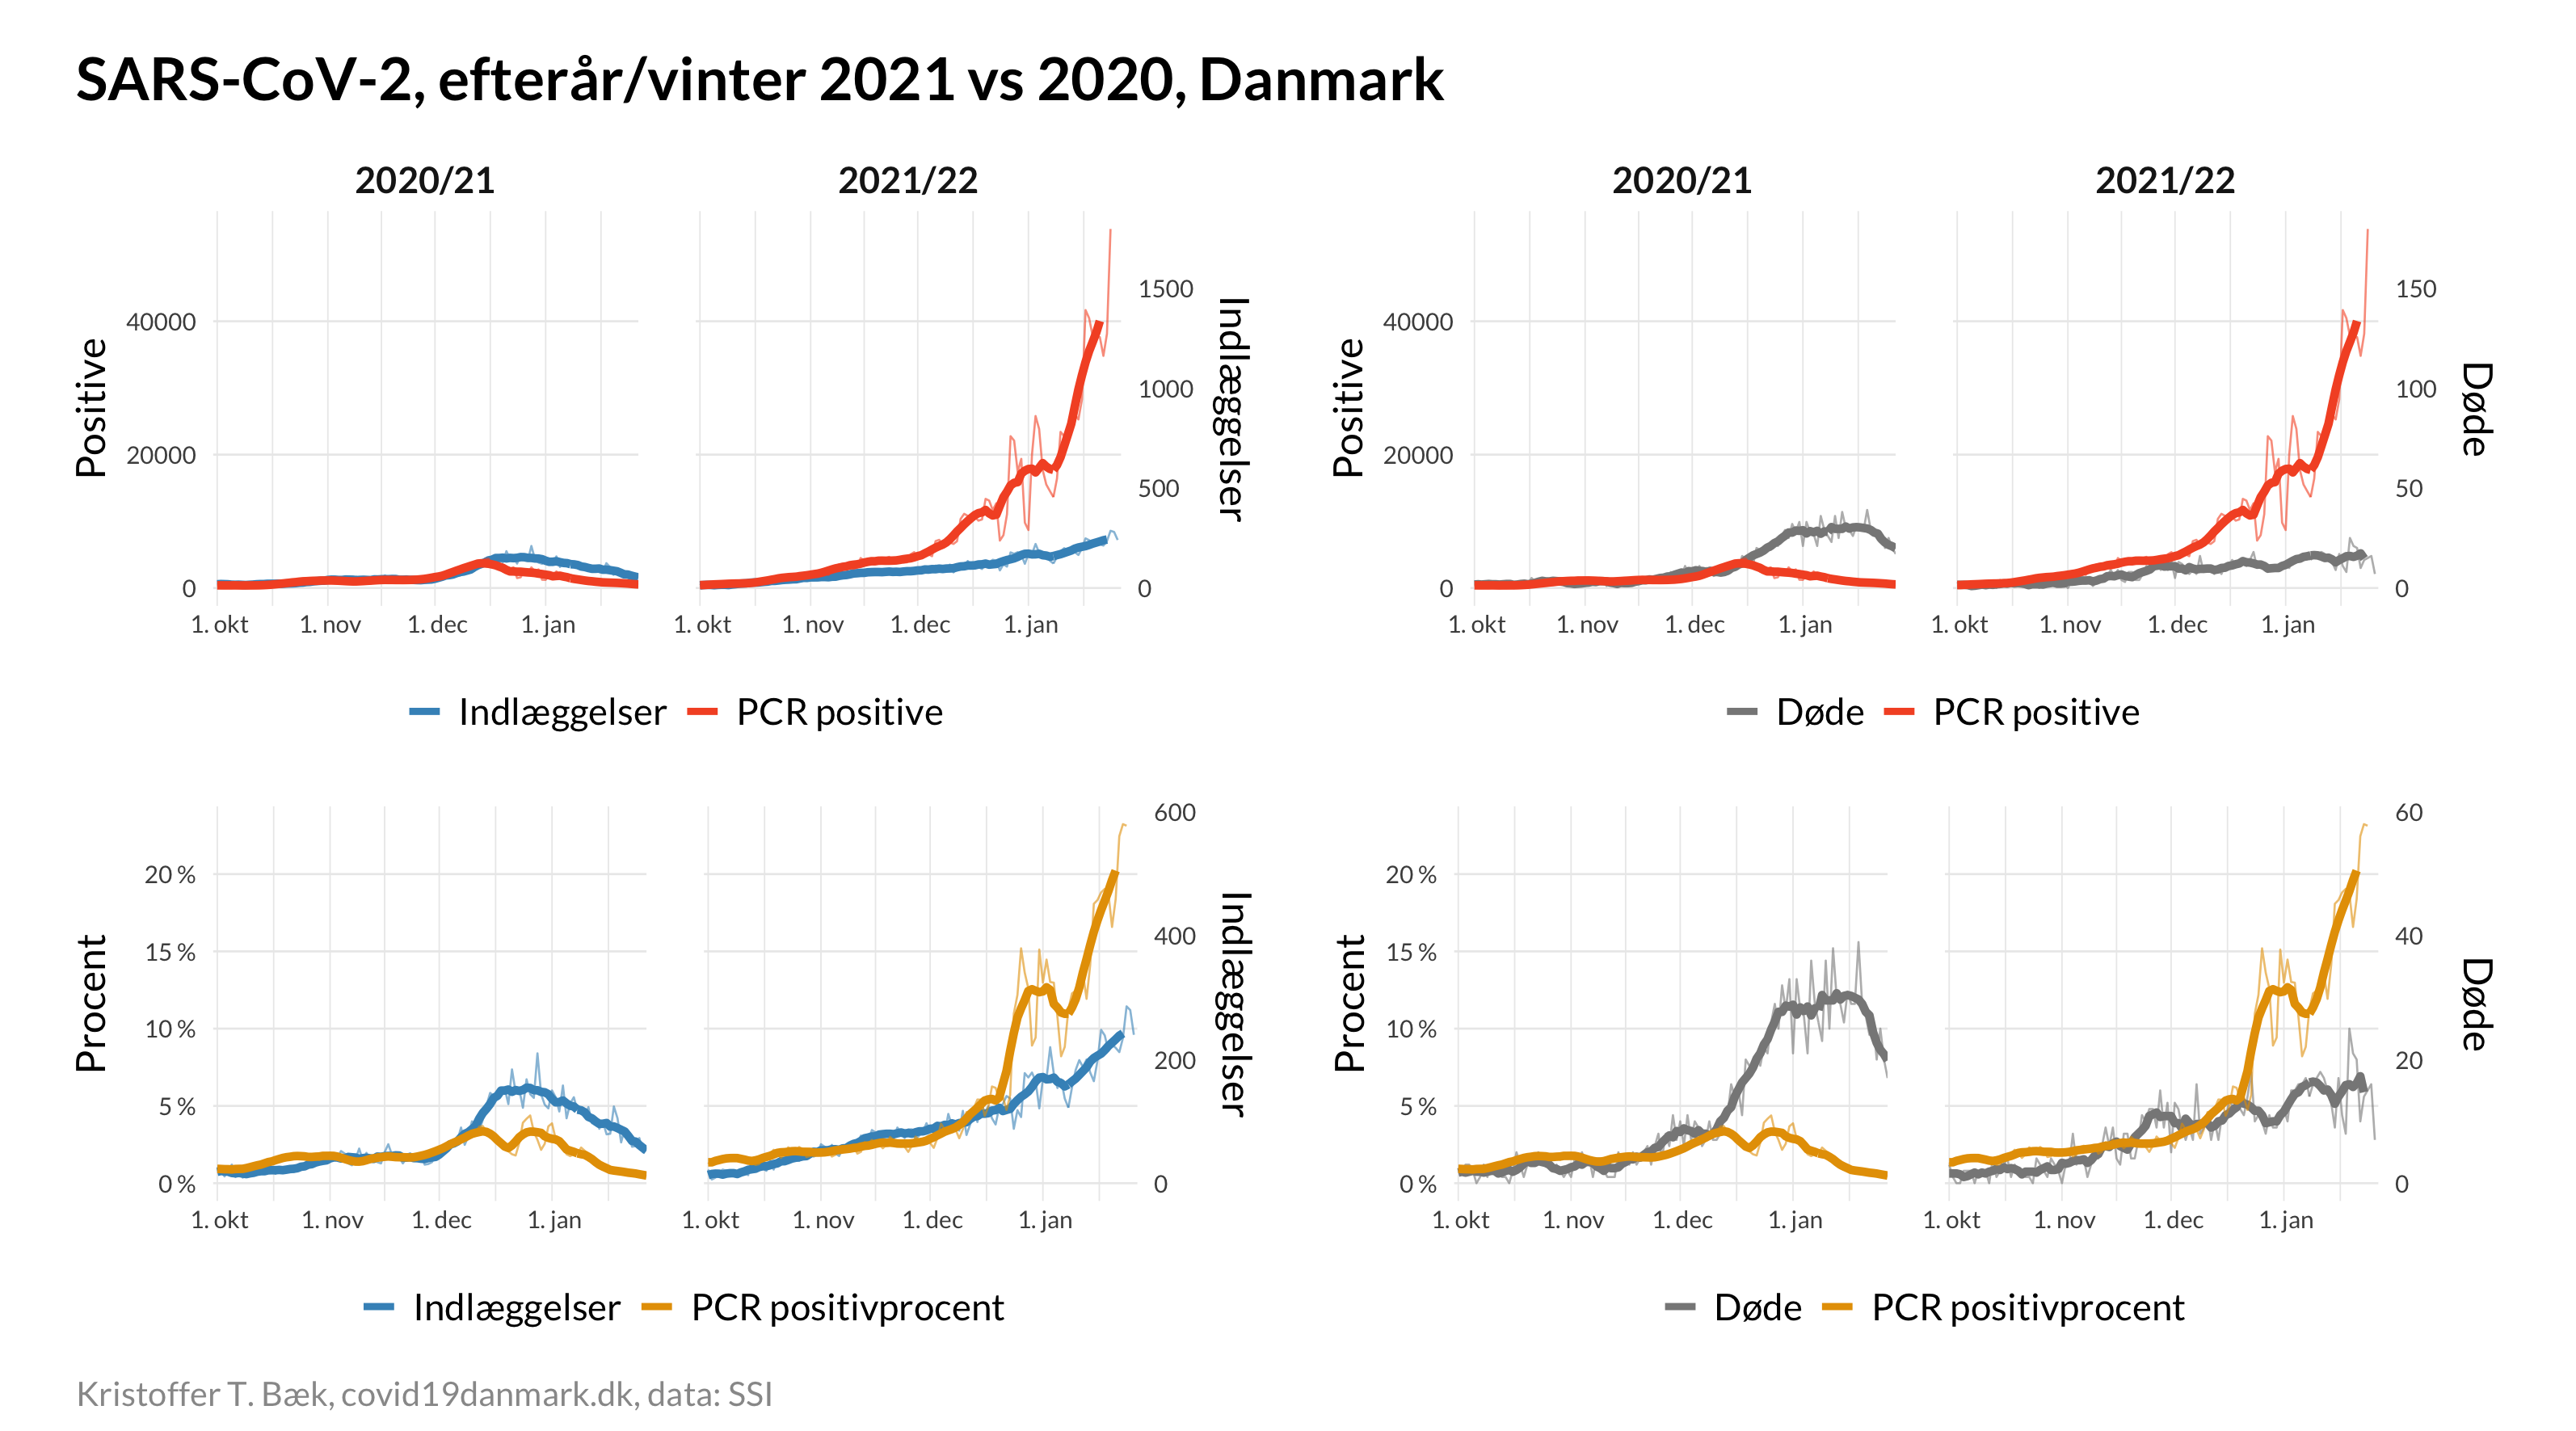 SARS-CoV-2, efterår/vinter 2021 vs 2020, Danmark
2020/21
2021/22
Positive
40000
20000
0
1500
1000
500
0
Indlæggelser
1. okt
1. nov
1. dec
1. jan
1. okt
1. nov
1. dec
1. jan
Indlæggelser
PCR positive
2020/21
2021/22
Positive
40000
20000
0
150
100
50
0
Døde
1. okt
1. nov
1. dec
1. jan
1. okt
1. nov
1. dec
1. jan
Døde
PCR positive
Procent
20 %
15 %
10 %
5 %
0 %
600
400
200
0
Indlæggelser
1. okt
1. nov
1. dec
1. jan
1. okt
1. nov
1. dec
1. jan
Indlæggelser
PCR positivprocent
Procent
20 %
15 %
10 %
5 %
0 %
60
40
20
0
Døde
1. okt
1. nov
1. dec
1. jan
1. okt
1. nov
1. dec
1. jan
Døde
PCR positivprocent
Kristoffer T. Bæk, covid19danmark.dk, data: SSI